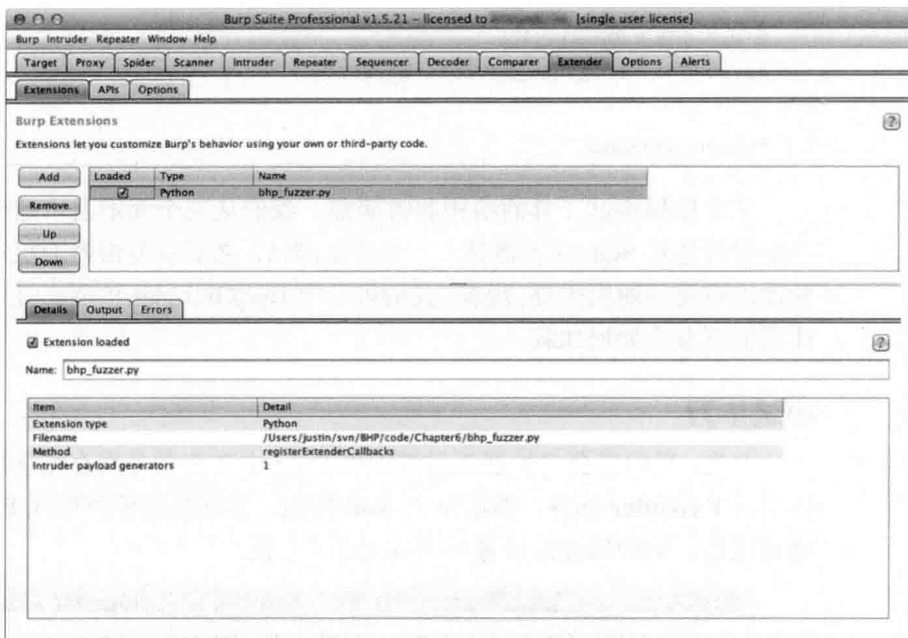 Burp Suite Professional v1.5.21 - licensed to [single user license]
Burp Intruder Repeater Window Help
Target Proxy Spider Scanner Intruder Repeater Sequencer Decoder Comparer Extender Options Alerts
Extensions APIs Options
Burp Extensions
?
Extensions let you customize Burp's behavior using your own or third-party code.
Add Loaded Type Name
Python bhp_fuzzer.py
Remove
Up
Down
Details Output Errors
Extension loaded
?
Name: bhp_fuzzer.py
Item Detail
Extension type Python
Filename /Users/justin/svn/BHP/code/Chapter6/bhp_fuzzer.py
Method registerExtenderCallbacks
Intruder payload generators 1